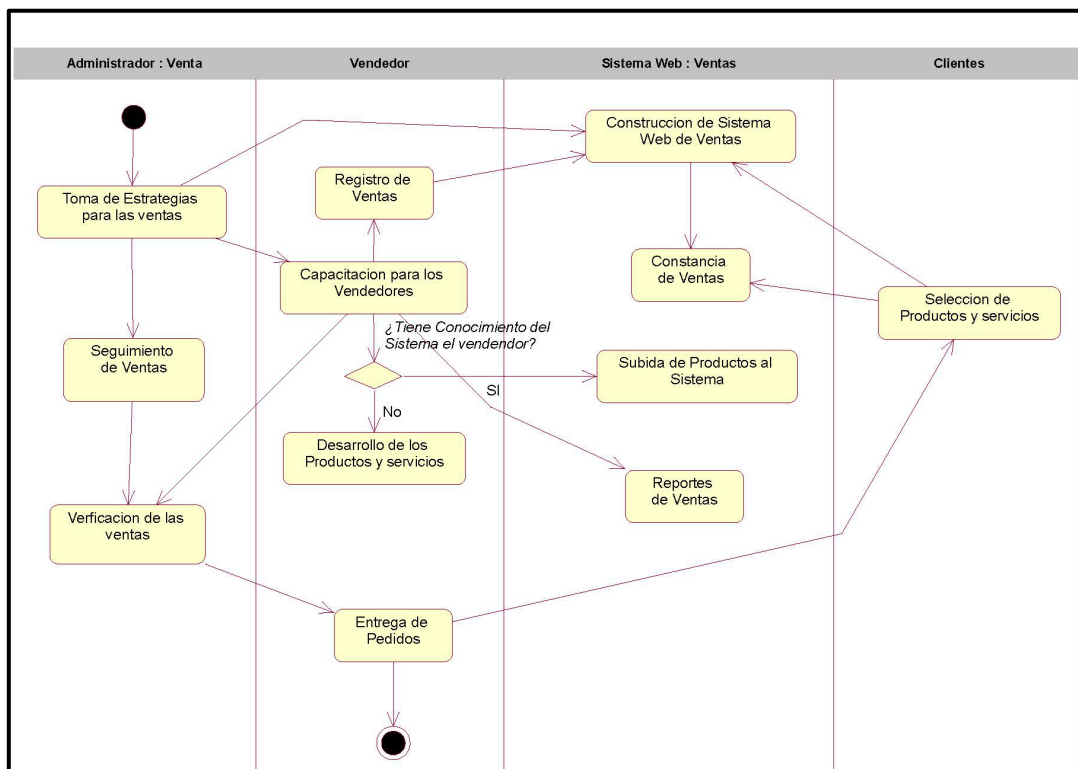 Administrador : Venta
Vendedor
Sistema Web : Ventas
Clientes
Construccion de Sistema
Web de Ventas
Registro de
Ventas
Toma de Estrategias
para las ventas
Constancia
de Ventas
Capacitacion para los
Vendedores
Seleccion de
Productos y servicios
¿Tiene Conocimiento del
Sistema el vendendor?
Seguimiento
de Ventas
Subida de Productos al
Sistema
SI
No
Desarrollo de los
Productos y servicios
Reportes
de Ventas
Verficacion de las
ventas
Entrega de
Pedidos